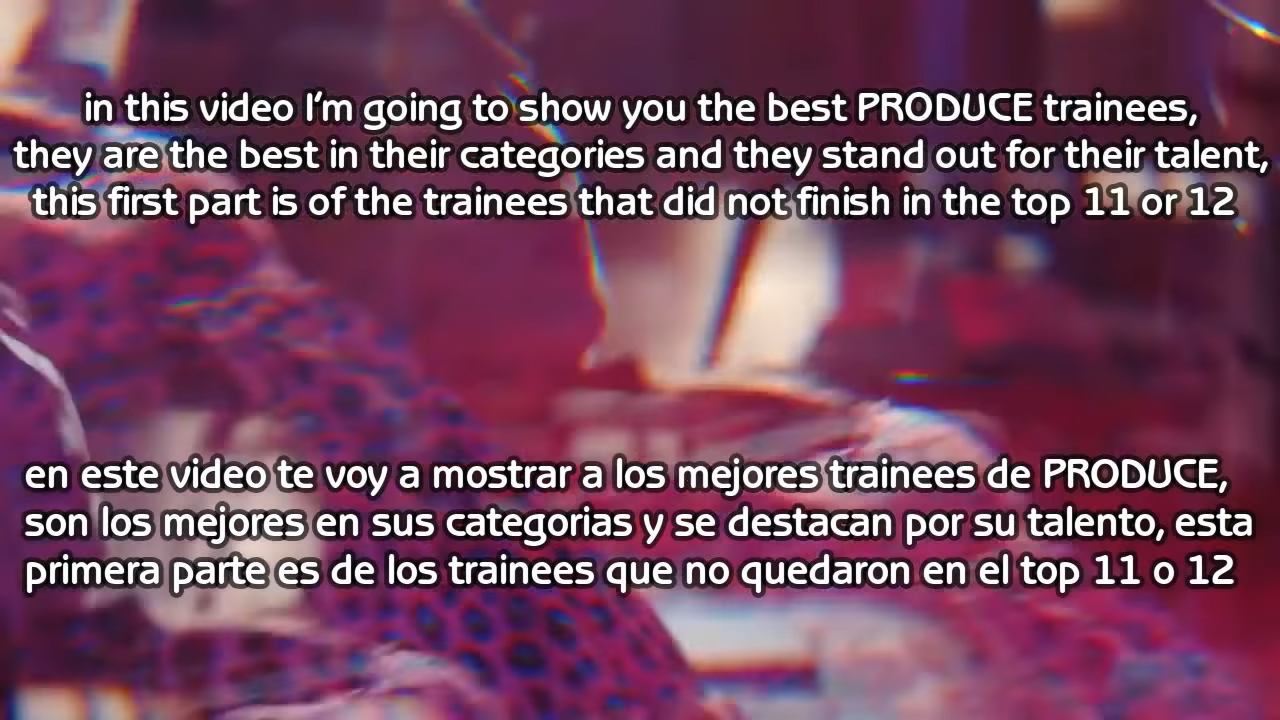 in this video I'm going to show you the best PRODUCE trainees,
they are the best in their categories and they stand out for their talent,
this first part is of the trainees that did not finish in the top 11 or 12
en este video te voy a mostrar a los mejores trainees de PRODUCE,
son los mejores en sus categorias y se destacan por su talento, esta
primera parte es de los trainees que no quedaron en el top 11 o 12